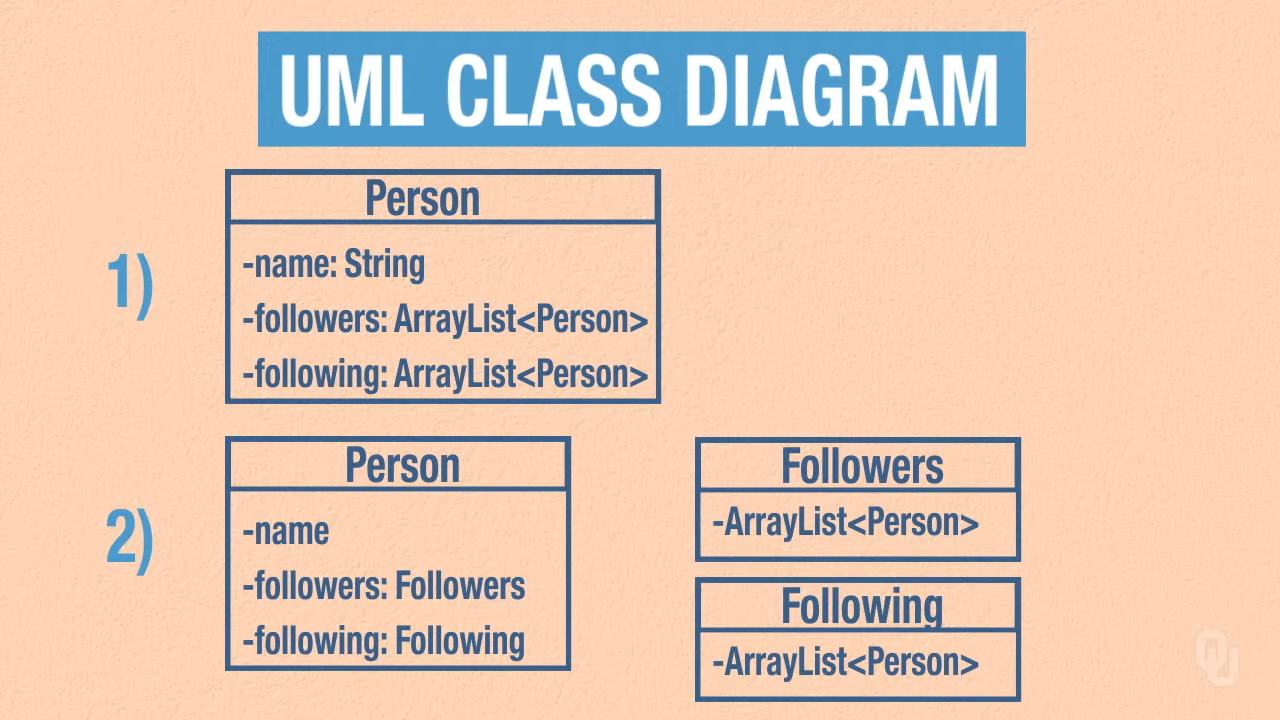 UML CLASS DIAGRAM
1)
Person
-name: String
-followers: ArrayList<Person>
-following: ArrayList<Person>
2)
Person
-name
-followers: Followers
-following: Following
Followers
-ArrayList<Person>
Following
-ArrayList<Person>
OU